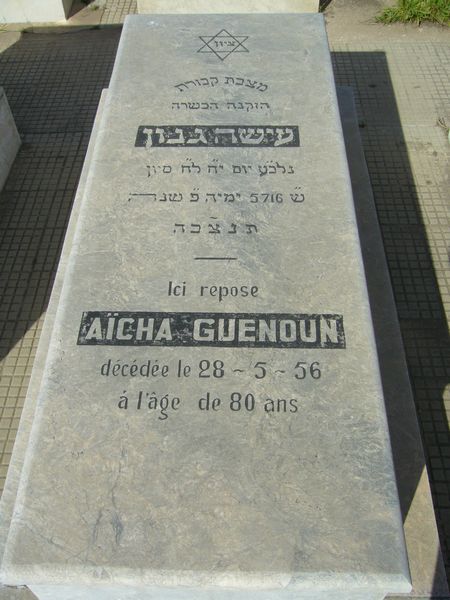 ציון
מצבת קבורת
הזקנה הכשרה
עישה גנון
נלב״ע יום י״ח לח׳ סיון
ש׳ 5716 ימיה פ׳ שנה
ת נ צ ב ה
Ici repose
AÏCHA GUENOUN
décédée le 28 - 5 - 56
à l'âge de 80 ans